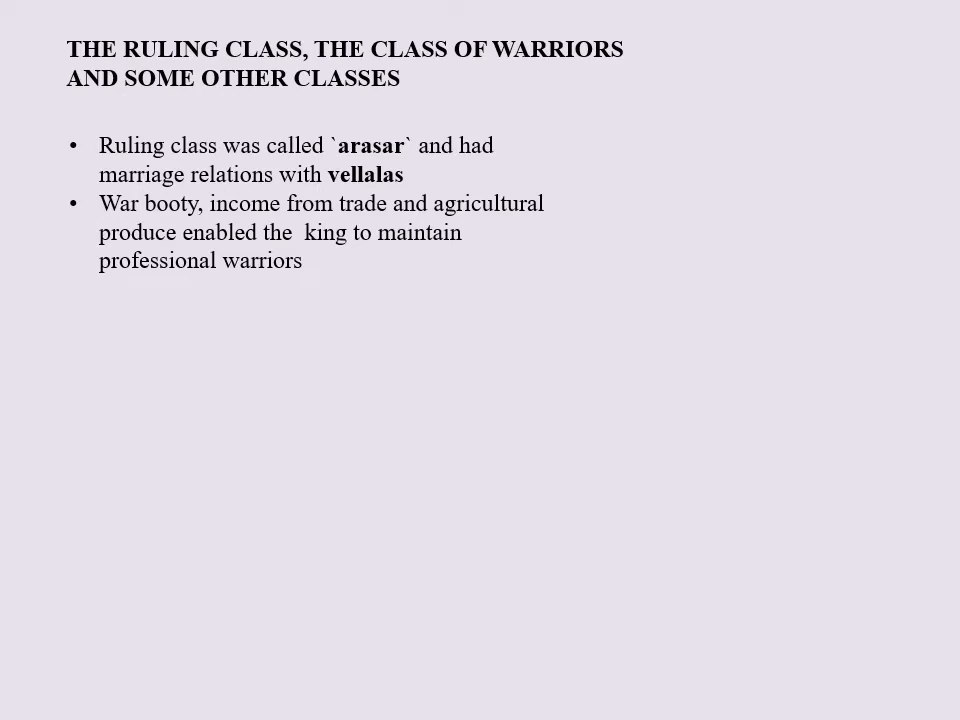 THE RULING CLASS, THE CLASS OF WARRIORS
AND SOME OTHER CLASSES
• Ruling class was called `arasar` and had
marriage relations with vellalas
• War booty, income from trade and agricultural
produce enabled the  king to maintain
professional warriors